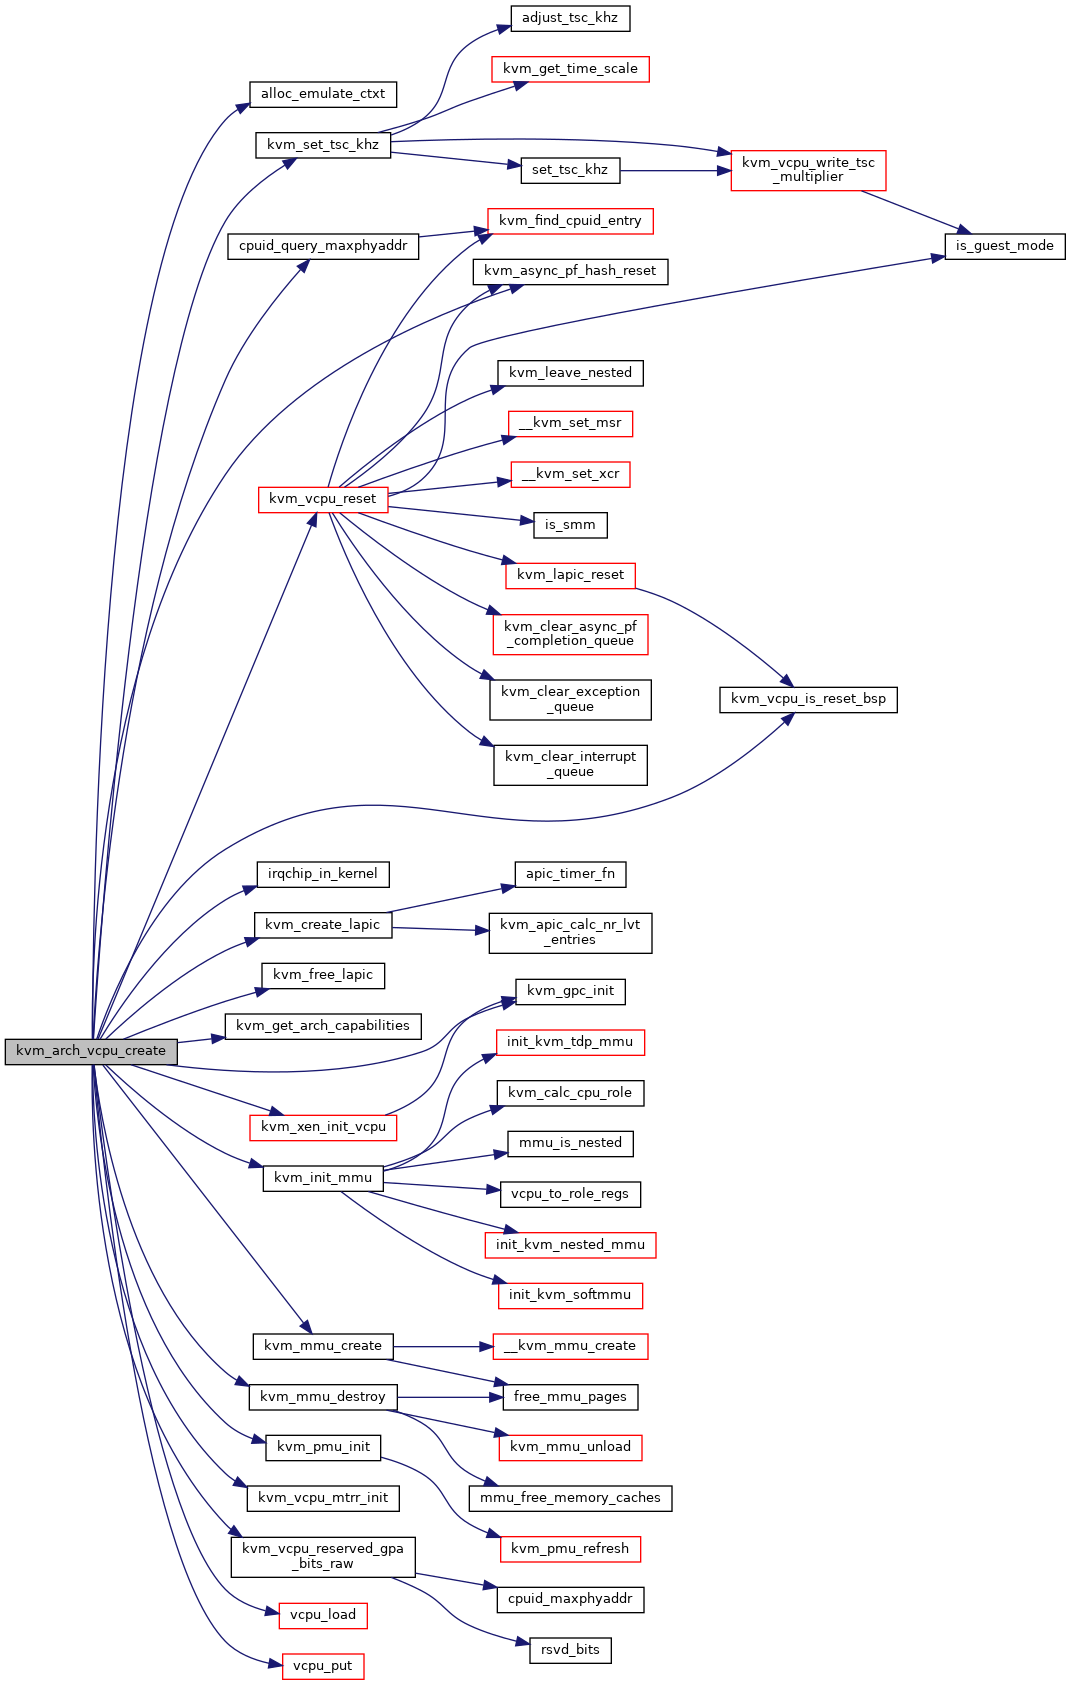 adjust_tsc_khz
kvm_get_time_scale
alloc_emulate_ctxt
kvm_set_tsc_khz
kvm_vcpu_write_tsc
_multiplier
set_tsc_khz
kvm_find_cpuid_entry
cpuid_query_maxphyaddr
is_guest_mode
kvm_async_pf_hash_reset
kvm_leave_nested
__kvm_set_msr
__kvm_set_xcr
kvm_vcpu_reset
is_smm
kvm_lapic_reset
kvm_clear_async_pf
_completion_queue
kvm_clear_exception
_queue
kvm_vcpu_is_reset_bsp
kvm_clear_interrupt
_queue
irqchip_in_kernel
apic_timer_fn
kvm_create_lapic
kvm_apic_calc_nr_lvt
_entries
kvm_free_lapic
kvm_gpc_init
kvm_get_arch_capabilities
init_kvm_tdp_mmu
kvm_arch_vcpu_create
kvm_calc_cpu_role
kvm_xen_init_vcpu
mmu_is_nested
kvm_init_mmu
vcpu_to_role_regs
init_kvm_nested_mmu
init_kvm_softmmu
kvm_mmu_create
__kvm_mmu_create
kvm_mmu_destroy
free_mmu_pages
kvm_pmu_init
kvm_mmu_unload
kvm_vcpu_mtrr_init
mmu_free_memory_caches
kvm_vcpu_reserved_gpa
_bits_raw
kvm_pmu_refresh
cpuid_maxphyaddr
vcpu_load
rsvd_bits
vcpu_put